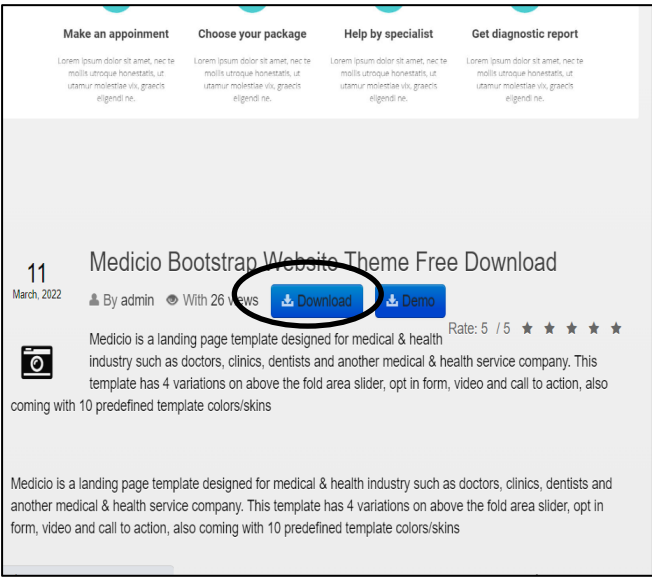 Make an appoinment
Choose your package
Help by specialist
Get diagnostic report
Lorem ipsum dolor sit amet, nec te
mollis utroque honestatis, ut
utamur molestiae vix, graecis
eligendi ne.
Lorem ipsum dolor sit amet, nec te
mollis utroque honestatis, ut
utamur molestiae vix, graecis
eligendi ne.
Lorem ipsum dolor sit amet, nec te
mollis utroque honestatis, ut
utamur molestiae vix, graecis
eligendi ne.
Lorem ipsum dolor sit amet, nec te
mollis utroque honestatis, ut
utamur molestiae vix, graecis
eligendi ne.
11
March, 2022
Medicio Bootstrap Website Theme Free Download
By admin With 26 views Download Demo
Rate: 5 / 5 ★ ★ ★ ★ ★
Medicio is a landing page template designed for medical & health
industry such as doctors, clinics, dentists and another medical & health service company. This
template has 4 variations on above the fold area slider, opt in form, video and call to action, also
coming with 10 predefined template colors/skins
Medicio is a landing page template designed for medical & health industry such as doctors, clinics, dentists and
another medical & health service company. This template has 4 variations on above the fold area slider, opt in
form, video and call to action, also coming with 10 predefined template colors/skins